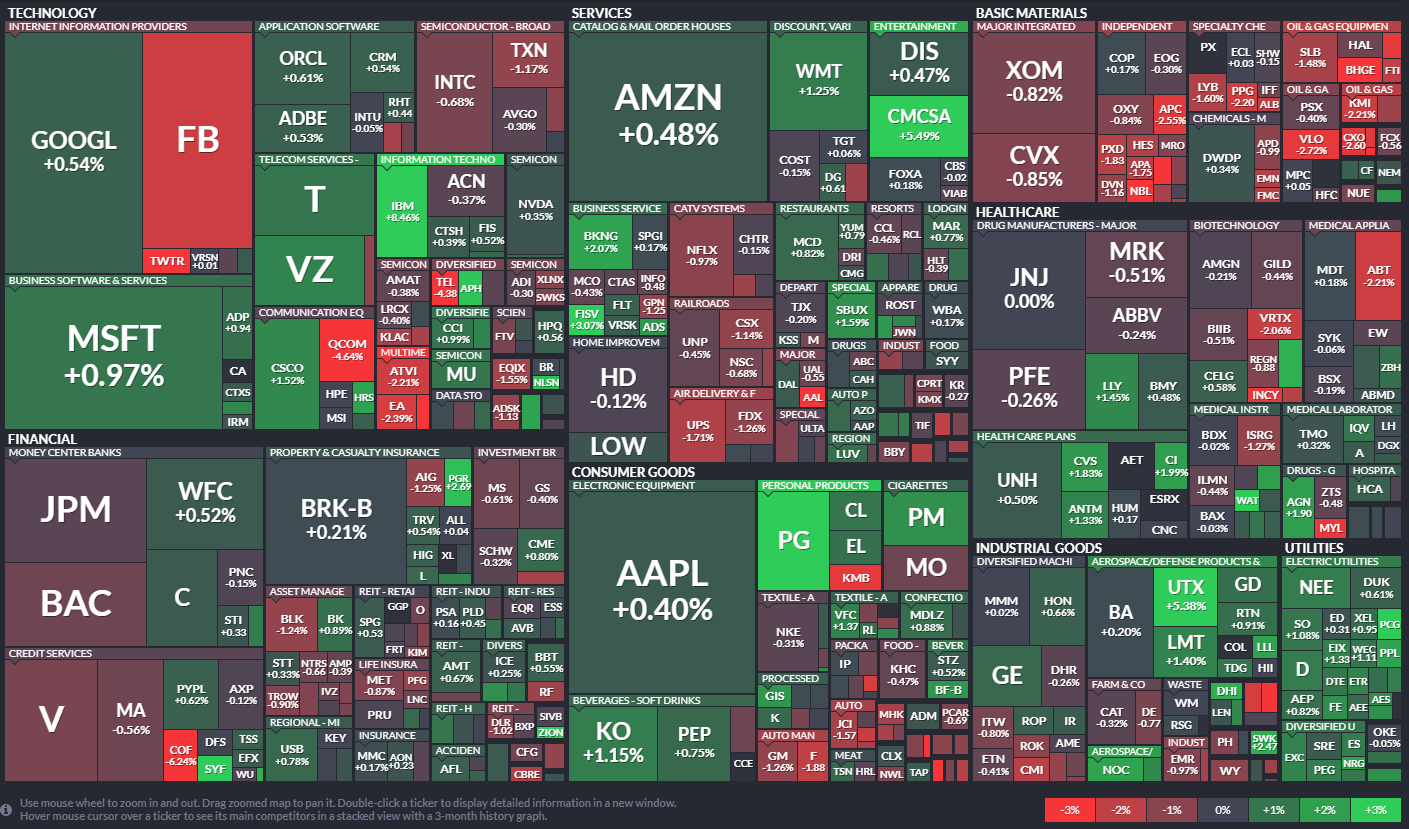 TECHNOLOGY
INTERNET INFORMATION PROVIDERS
GOOGL
+0.54%
FB
TWTR
VRSN
+0.01
APPLICATION SOFTWARE
ORCL
+0.61%
CRM
+0.54%
ADBE
+0.53%
INTU
-0.05%
RHT
+0.44
SEMICONDUCTOR - BROAD
INTC
-0.68%
TXN
-1.17%
AVGO
-0.30%
TELECOM SERVICES -
T
VZ
INFORMATION TECHNO
IBM
+8.46%
ACN
-0.37%
CTSH
+0.39%
FIS
+0.52%
SEMICON
NVDA
+0.35%
BUSINESS SOFTWARE & SERVICES
MSFT
+0.97%
ADP
+0.94
CA
CTXS
IRM
COMMUNICATION EQ
CSCO
+1.52%
QCOM
-4.64%
HPE
HRS
MSI
SEMICON
AMAT
-0.38%
LRCX
-0.40%
KLAC
DIVERSIFIED
TEL
-4.38
APH
SEMICON
ADI
-0.30
XLNX
SWKS
DIVERSIFIE
CCI
+0.99%
SCIEN
FTV
HPQ
+0.56
MULTIME
ATVI
-2.21%
EA
-2.39%
SEMICON
MU
DATA STO
EQIX
-1.55%
BR
NLSN
ADSK
-1.13
FINANCIAL
MONEY CENTER BANKS
JPM
WFC
+0.52%
BAC
C
PNC
-0.15%
STI
+0.33
CREDIT SERVICES
V
MA
-0.56%
PYPL
+0.62%
AXP
-0.12%
COF
-6.24%
DFS
SYF
TSS
EFX
WU
PROPERTY & CASUALTY INSURANCE
BRK-B
+0.21%
AIG
-1.25%
PGR
+2.69
TRV
+0.54%
ALL
+0.04
HIG
XL
L
INVESTMENT BR
MS
-0.61%
GS
-0.40%
SCHW
-0.32%
CME
+0.80%
ASSET MANAGE
BLK
-1.24%
BK
+0.89%
STT
+0.33%
NTRS
-0.66
AMP
-0.39
TROW
-0.90%
IVZ
REGIONAL - MI
USB
+0.78%
KEY
REIT - RETAI
SPG
+0.53
GGP
O
FRT
KIM
LIFE INSURA
MET
-0.87%
PFG
LNC
PRU
INSURANCE
MMC
+0.17%
AON
+0.23
REIT - INDU
PSA
+0.16
PLD
+0.45
REIT - RES
EQR
ESS
AVB
REIT -
AMT
+0.67%
DIVERS
ICE
+0.25%
BBT
+0.55%
RF
REIT - H
REIT -
DLR
-1.02
BXP
SIVB
ZION
ACCIDEN
AFL
CFG
CBRE
SERVICES
CATALOG & MAIL ORDER HOUSES
AMZN
+0.48%
DISCOUNT, VARI
WMT
+1.25%
COST
-0.15%
TGT
+0.06%
DG
+0.61
ENTERTAINMENT
DIS
+0.47%
CMCSA
+5.49%
FOXA
+0.18%
CBS
-0.02
VIAB
BUSINESS SERVICE
BKNG
+2.07%
SPGI
+0.17%
MCO
-0.43%
CTAS
INFO
-0.48
FISV
+3.07%
FLT
GPN
-1.25
VRSK
ADS
CATV SYSTEMS
NFLX
-0.97%
CHTR
-0.15%
RESTAURANTS
MCD
+0.82%
YUM
+0.79
DRI
CMG
RESORTS
CCL
-0.46%
RCL
LODGIN
MAR
+0.77%
HLT
-0.39
RAILROADS
UNP
-0.45%
CSX
-1.14%
NSC
-0.68%
DEPART
TJX
-0.20%
KSS
M
SPECIAL
SBUX
+1.59%
APPARE
ROST
JWN
DRUG
WBA
+0.17%
HOME IMPROVEM
HD
-0.12%
LOW
MAJOR
DAL
UAL
-0.55
AAL
DRUGS
ABC
CAH
INDUST
FOOD
SYY
AIR DELIVERY & F
UPS
-1.71%
FDX
-1.26%
SPECIAL
ULTA
AUTO P
AZO
AAP
CPRT
KMX
KR
-0.27
TIF
REGION
LUV
BBY
CONSUMER GOODS
ELECTRONIC EQUIPMENT
AAPL
+0.40%
PERSONAL PRODUCTS
PG
CL
EL
KMB
CIGARETTES
PM
MO
TEXTILE - A
NKE
-0.31%
TEXTILE - A
VFC
+1.37
RL
CONFECTIO
MDLZ
+0.88%
PACKA
IP
FOOD -
KHC
-0.47%
BEVER
STZ
+0.52%
BF-B
BEVERAGES - SOFT DRINKS
KO
+1.15%
PEP
+0.75%
CCE
PROCESSED
GIS
K
AUTO
JCI
-1.57
MHK
ADM
PCAR
-0.69
AUTO MAN
GM
-1.26%
F
-1.88
MEAT
TSN
HRL
CLX
NWL
TAP
BASIC MATERIALS
MAJOR INTEGRATED
XOM
-0.82%
CVX
-0.85%
INDEPENDENT
COP
+0.17%
EOG
-0.30%
OXY
-0.84%
APC
-2.55%
PXD
-1.83
HES
MRO
APA
-1.75
DVN
-1.16
NBL
SPECIALTY CHE
PX
ECL
+0.03
SHW
-0.15
LYB
-1.60%
PPG
-2.20
IFF
ALB
CHEMICALS - M
DWDP
+0.34%
APD
-0.99
EMN
FMC
OIL & GAS EQUIPMEN
SLB
-1.48%
HAL
BHGE
FTI
OIL & GA
PSX
-0.40%
VLO
-2.72%
MPC
+0.05
HFC
OIL & GAS
KMI
-2.21%
CXO
-2.60
FCX
-0.56
CF
NEM
NUE
HEALTHCARE
DRUG MANUFACTURERS - MAJOR
JNJ
0.00%
MRK
-0.51%
ABBV
-0.24%
PFE
-0.26%
LLY
+1.45%
BMY
+0.48%
BIOTECHNOLOGY
AMGN
-0.21%
GILD
-0.44%
BIIB
-0.51%
VRTX
-2.06%
REGN
-0.88
CELG
+0.58%
INCY
MEDICAL APPLIA
MDT
+0.18%
ABT
-2.21%
SYK
-0.06%
EW
BSX
-0.19%
ZBH
ABMD
HEALTH CARE PLANS
UNH
+0.50%
CVS
+1.83%
AET
CI
+1.99%
ANTM
+1.33%
HUM
+0.17
ESRX
CNC
MEDICAL INSTR
BDX
-0.02%
ISRG
-1.27%
ILMN
-0.44%
WAT
BAX
-0.03%
MEDICAL LABORATOR
TMO
+0.32%
IQV
LH
A
DGX
DRUGS - G
AGN
+1.90
ZTS
-0.48
MYL
HOSPITA
HCA
INDUSTRIAL GOODS
DIVERSIFIED MACHI
MMM
+0.02%
HON
+0.66%
GE
DHR
-0.26%
ITW
-0.80%
ROP
IR
ROK
AME
ETN
-0.41%
CMI
AEROSPACE/DEFENSE PRODUCTS &
BA
+0.20%
UTX
+5.38%
GD
LMT
+1.40%
RTN
+0.91%
COL
LLL
TDG
HII
FARM & CO
CAT
-0.32%
DE
-0.77
WASTE
WM
RSG
DHI
LEN
AEROSPACE/
NOC
INDUST
EMR
-0.97%
PH
SWK
+2.47
WY
UTILITIES
ELECTRIC UTILITIES
NEE
DUK
+0.61%
SO
+1.08%
ED
+0.31
XEL
+0.95
PCG
D
EIX
+1.33
WEC
+1.11
PPL
DTE
ETR
AEP
+0.82%
FE
AEE
AES
DIVERSIFIED U
EXC
SRE
ES
PEG
NRG
OKE
-0.05%
Use mouse wheel to zoom in and out. Drag zoomed map to pan it. Double-click a ticker to display detailed information in a new window.
Hover mouse cursor over a ticker to see its main competitors in a stacked view with a 3-month history graph.
-3%
-2%
-1%
0%
+1%
+2%
+3%